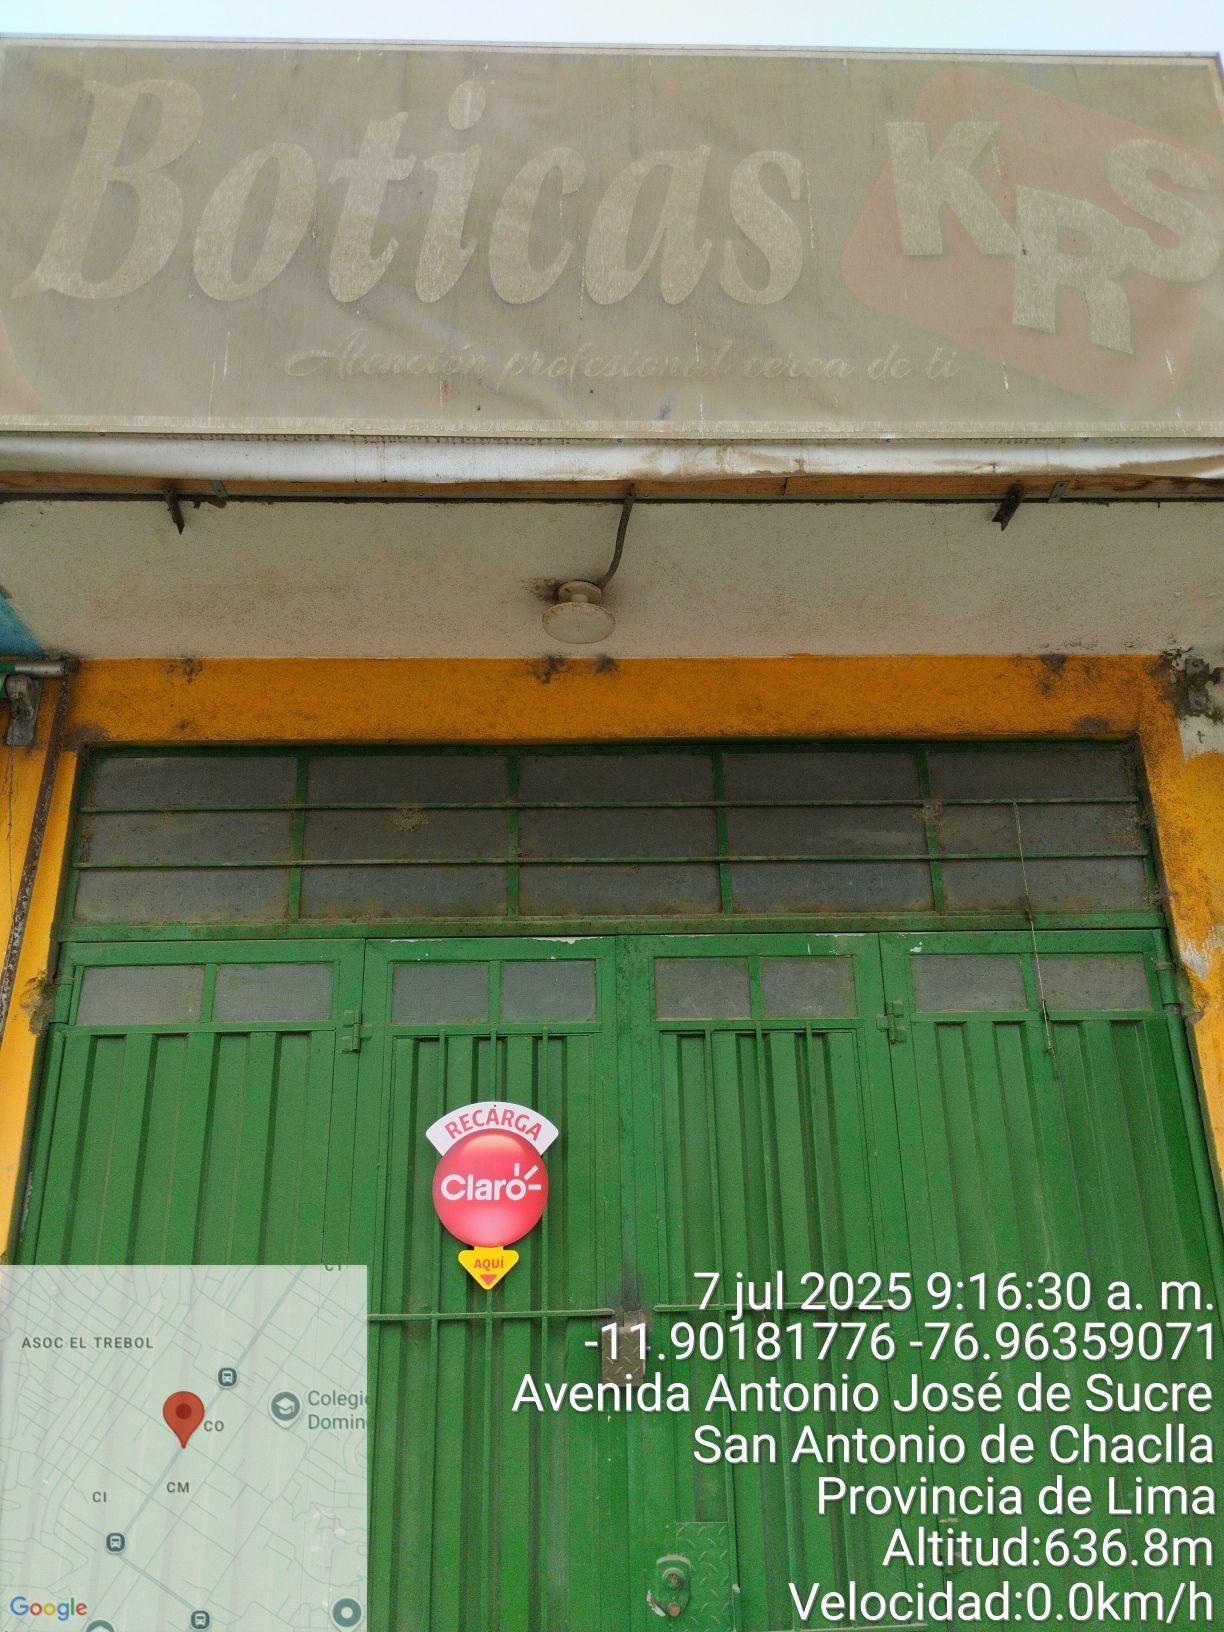 Boticas KRS
Atención profesional cerca de ti
RECARGA
Claro
AQUÍ
7 jul 2025 9:16:30 a. m.
-11.90181776 -76.96359071
Avenida Antonio José de Sucre
San Antonio de Chaclla
Provincia de Lima
Altitud:636.8m
Velocidad:0.0km/h
ASOC EL TREBOL
Colegi
Domin
CO
CM
CI
Google